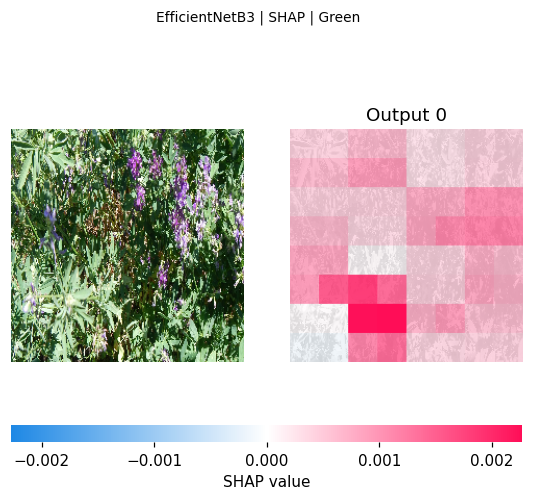 EfficientNetB3 | SHAP | Green
Output 0
−0.002 −0.001 0.000 0.001 0.002
SHAP value